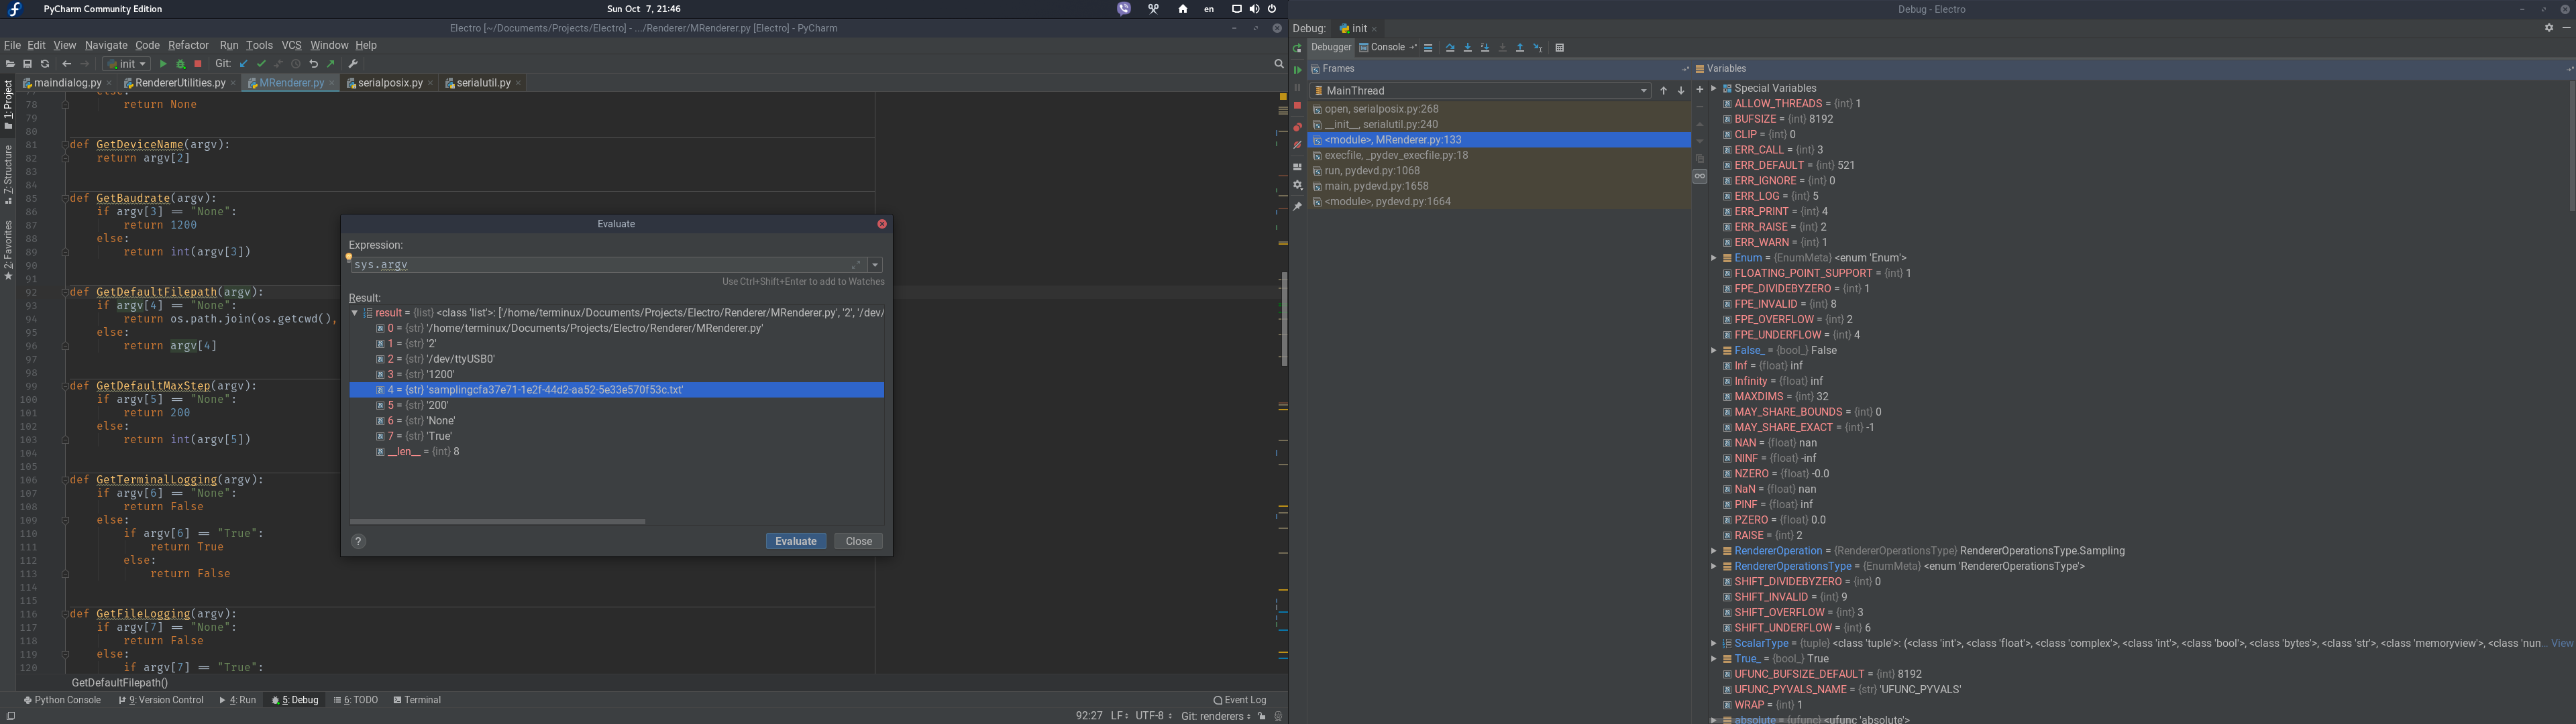 PyCharm Community Edition
Sun Oct 7, 21:46
en
Electro [~/Documents/Projects/Electro] - .../Renderer/MRenderer.py [Electro] - PyCharm
File Edit View Navigate Code Refactor Run Tools VCS Window Help
init
Git:
maindialog.py
RendererUtilities.py
MRenderer.py
serialposix.py
serialutil.py
1: Project
7: Structure
2: Favorites
77 else:
78 return None
79
80
81 def GetDeviceName(argv):
82 return argv[2]
83
84
85 def GetBaudrate(argv):
86 if argv[3] == "None":
87 return 1200
88 else:
89 return int(argv[3])
90
91
92 def GetDefaultFilepath(argv):
93 if argv[4] == "None":
94 return os.path.join(os.getcwd(),
95 else:
96 return argv[4]
97
98
99 def GetDefaultMaxStep(argv):
100 if argv[5] == "None":
101 return 200
102 else:
103 return int(argv[5])
104
105
106 def GetTerminalLogging(argv):
107 if argv[6] == "None":
108 return False
109 else:
110 if argv[6] == "True":
111 return True
112 else:
113 return False
114
115
116 def GetFileLogging(argv):
117 if argv[7] == "None":
118 return False
119 else:
120 if argv[7] == "True":
GetDefaultFilepath()
Evaluate
Expression:
sys.argv
Use Ctrl+Shift+Enter to add to Watches
Result:
result = {list} <class 'list'>: ['/home/terminux/Documents/Projects/Electro/Renderer/MRenderer.py', '2', '/dev/
0 = {str} '/home/terminux/Documents/Projects/Electro/Renderer/MRenderer.py'
1 = {str} '2'
2 = {str} '/dev/ttyUSB0'
3 = {str} '1200'
4 = {str} 'samplingcfa37e71-1e2f-44d2-aa52-5e33e570f53c.txt'
5 = {str} '200'
6 = {str} 'None'
7 = {str} 'True'
__len__ = {int} 8
?
Evaluate
Close
Python Console
9: Version Control
4: Run
5: Debug
6: TODO
Terminal
Event Log
92:27 LF UTF-8 Git: renderers
Debug - Electro
Debug:
init
Debugger
Console
Frames
MainThread
open, serialposix.py:268
__init__, serialutil.py:240
<module>, MRenderer.py:133
execfile, _pydev_execfile.py:18
run, pydevd.py:1068
main, pydevd.py:1658
<module>, pydevd.py:1664
Variables
Special Variables
ALLOW_THREADS = {int} 1
BUFSIZE = {int} 8192
CLIP = {int} 0
ERR_CALL = {int} 3
ERR_DEFAULT = {int} 521
ERR_IGNORE = {int} 0
ERR_LOG = {int} 5
ERR_PRINT = {int} 4
ERR_RAISE = {int} 2
ERR_WARN = {int} 1
Enum = {EnumMeta} <enum 'Enum'>
FLOATING_POINT_SUPPORT = {int} 1
FPE_DIVIDEBYZERO = {int} 1
FPE_INVALID = {int} 8
FPE_OVERFLOW = {int} 2
FPE_UNDERFLOW = {int} 4
False_ = {bool_} False
Inf = {float} inf
Infinity = {float} inf
MAXDIMS = {int} 32
MAY_SHARE_BOUNDS = {int} 0
MAY_SHARE_EXACT = {int} -1
NAN = {float} nan
NINF = {float} -inf
NZERO = {float} -0.0
NaN = {float} nan
PINF = {float} inf
PZERO = {float} 0.0
RAISE = {int} 2
RendererOperation = {RendererOperationsType} RendererOperationsType.Sampling
RendererOperationsType = {EnumMeta} <enum 'RendererOperationsType'>
SHIFT_DIVIDEBYZERO = {int} 0
SHIFT_INVALID = {int} 9
SHIFT_OVERFLOW = {int} 3
SHIFT_UNDERFLOW = {int} 6
ScalarType = {tuple} <class 'tuple'>: (<class 'int'>, <class 'float'>, <class 'complex'>, <class 'int'>, <class 'bool'>, <class 'bytes'>, <class 'str'>, <class 'memoryview'>, <class 'nun... View
True_ = {bool_} True
UFUNC_BUFSIZE_DEFAULT = {int} 8192
UFUNC_PYVALS_NAME = {str} 'UFUNC_PYVALS'
WRAP = {int} 1
absolute = {ufunc} <ufunc 'absolute'>